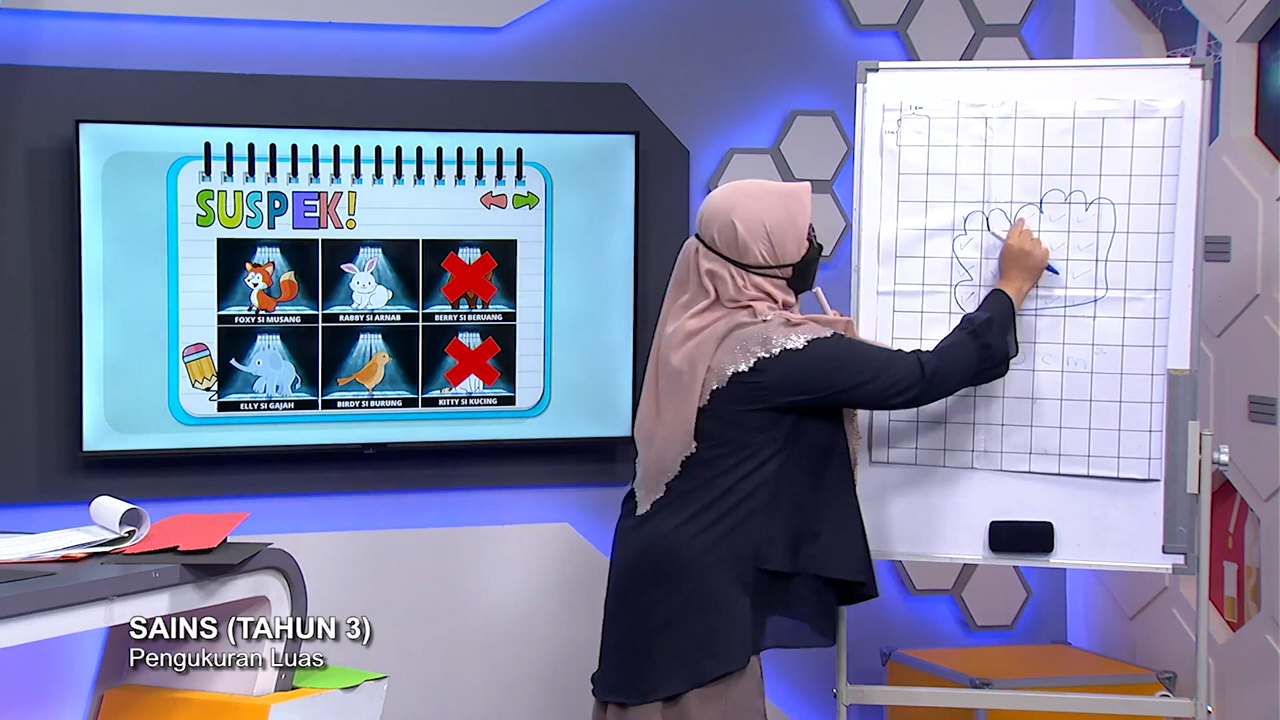 SUSPEK!
FOXY SI MUSANG
RABBY SI ARNAB
BERRY SI BERUANG
ELLY SI GAJAH
BIRDY SI BURUNG
KITTY SI KUCING
SAINS (TAHUN 3)
Pengukuran Luas